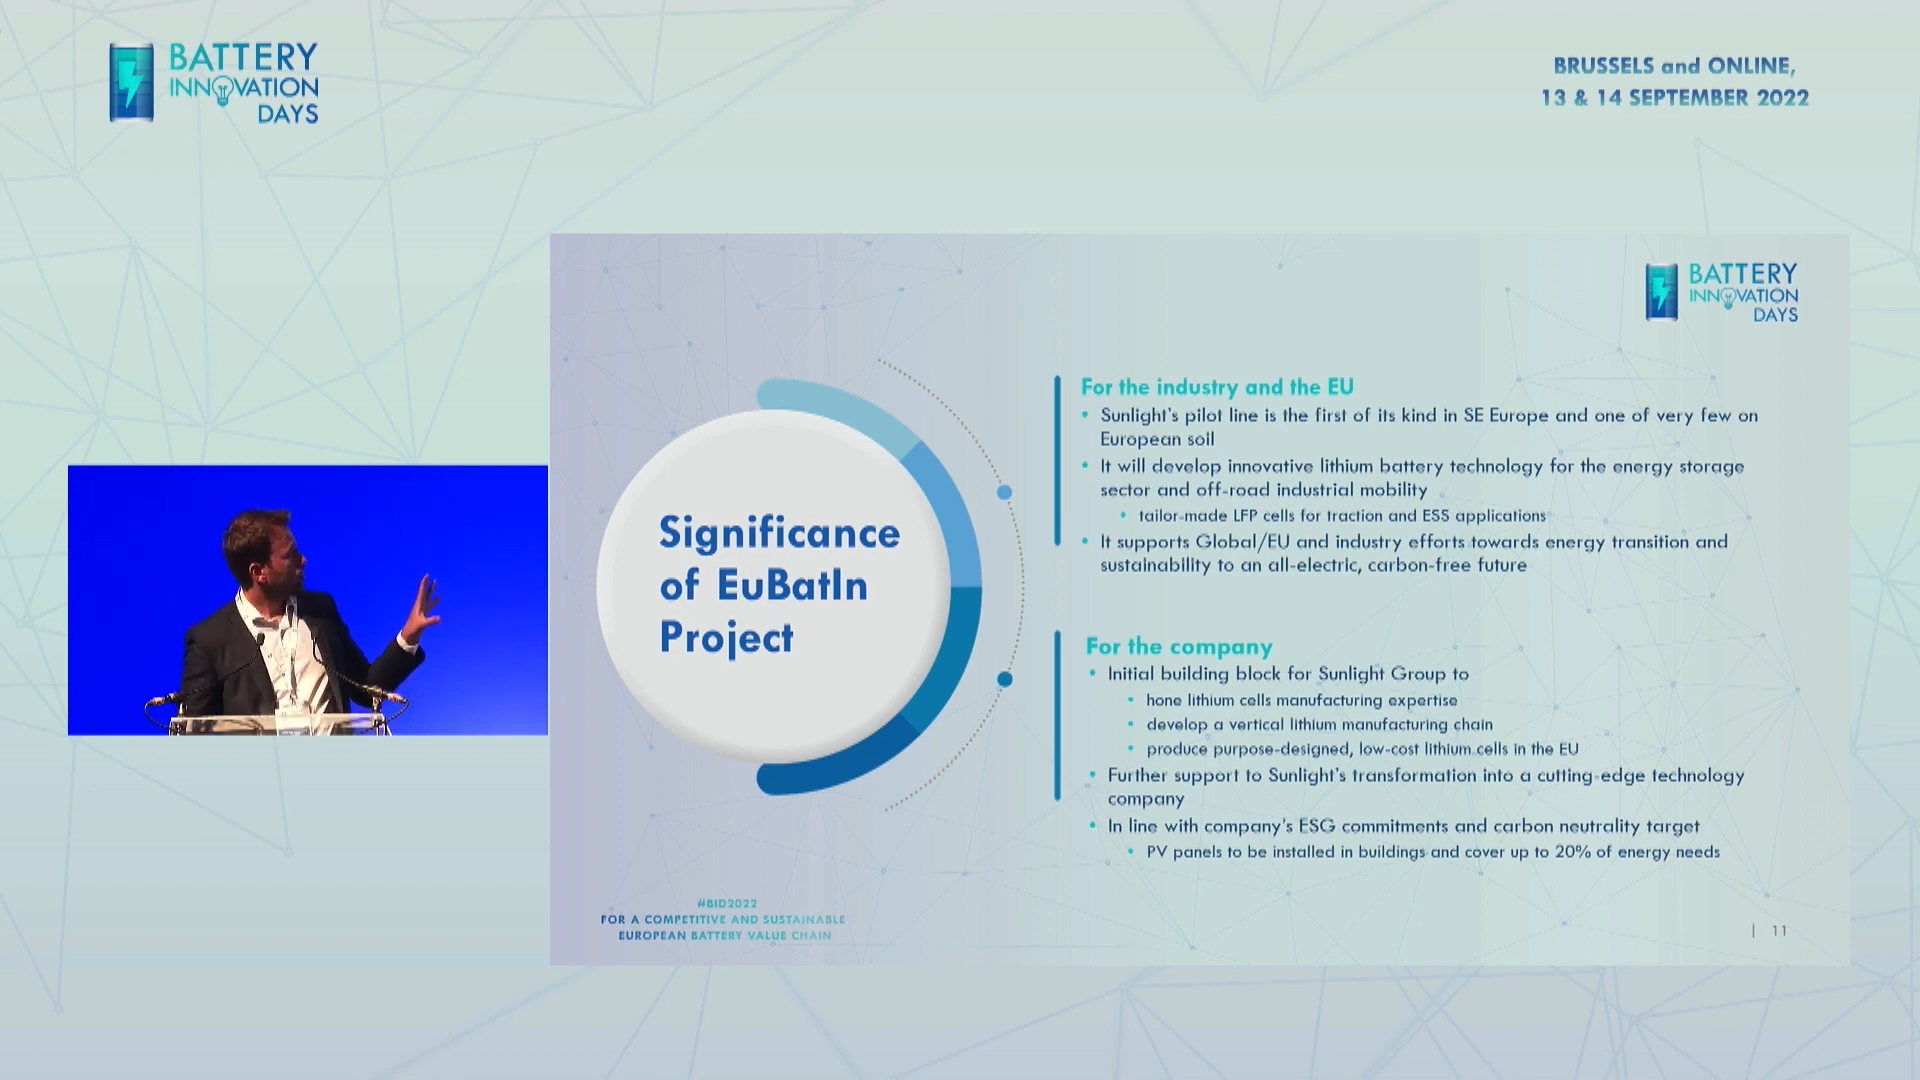 BATTERY
INNOVATION
DAYS
BRUSSELS and ONLINE,
13 & 14 SEPTEMBER 2022
BATTERY
INNOVATION
DAYS
Significance
of EuBatIn
Project
For the industry and the EU
• Sunlight's pilot line is the first of its kind in SE Europe and one of very few on
European soil
• It will develop innovative lithium battery technology for the energy storage
sector and off-road industrial mobility
• tailor-made LFP cells for traction and ESS applications
• It supports Global/EU and industry efforts towards energy transition and
sustainability to an all-electric, carbon-free future
For the company
• Initial building block for Sunlight Group to
• hone lithium cells manufacturing expertise
• develop a vertical lithium manufacturing chain
• produce purpose-designed, low-cost lithium cells in the EU
• Further support to Sunlight's transformation into a cutting-edge technology
company
• In line with company's ESG commitments and carbon neutrality target
• PV panels to be installed in buildings and cover up to 20% of energy needs
#BID2022
FOR A COMPETITIVE AND SUSTAINABLE
EUROPEAN BATTERY VALUE CHAIN
| 11